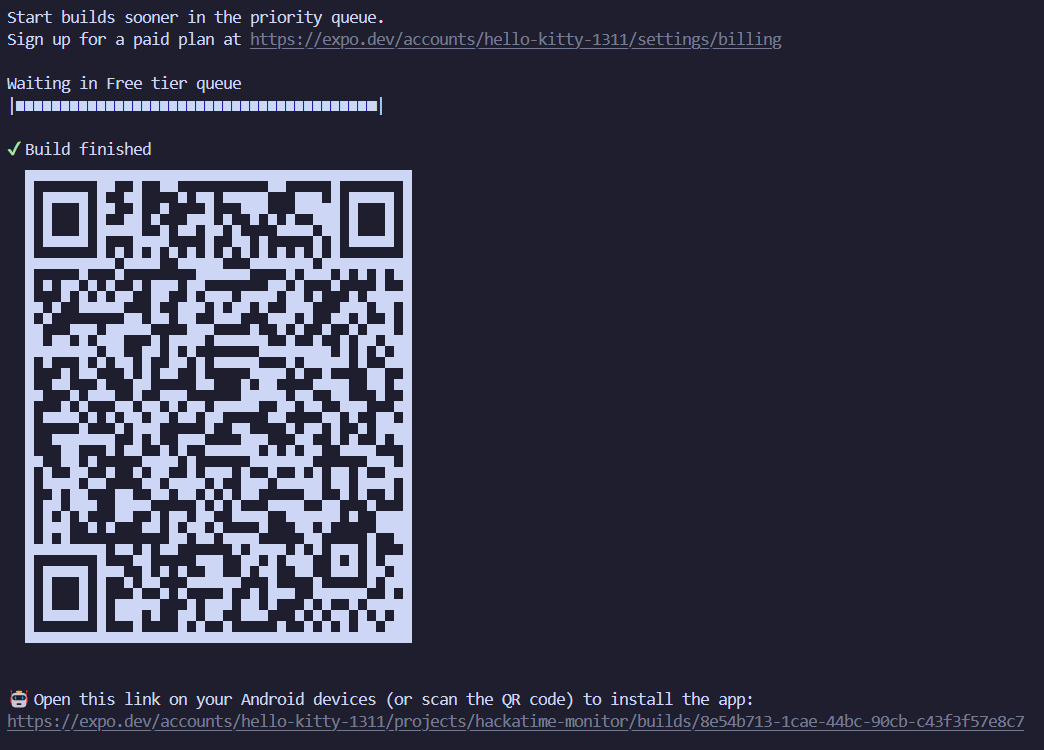 Start builds sooner in the priority queue.
Sign up for a paid plan at https://expo.dev/accounts/hello-kitty-1311/settings/billing
Waiting in Free tier queue
Build finished
Open this link on your Android devices (or scan the QR code) to install the app:
https://expo.dev/accounts/hello-kitty-1311/projects/hackatime-monitor/builds/8e54b713-1cae-44bc-90cb-c43f3f57e8c7